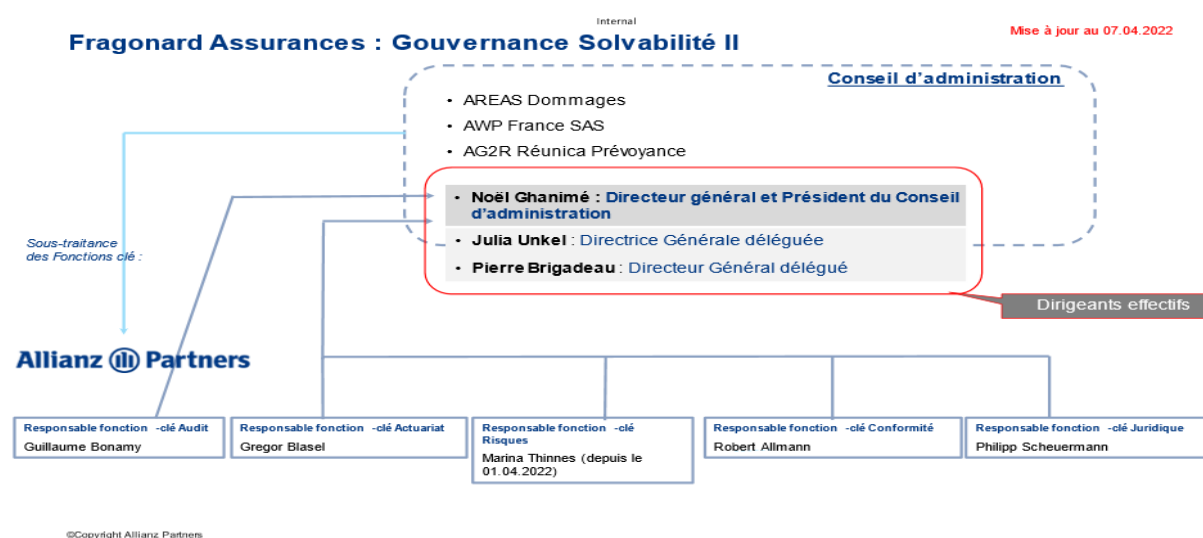 Internal
Fragonard Assurances : Gouvernance Solvabilité II
Mise à jour au 07.04.2022
Conseil d'administration
• AREAS Dommages
• AWP France SAS
• AG2R Réunica Prévoyance
• Noël Ghanimé : Directeur général et Président du Conseil
d'administration
• Julia Unkel : Directrice Générale déléguée
• Pierre Brigadeau : Directeur Général délégué
Sous-traitance
des Fonctions clé :
Dirigeants effectifs
Allianz Partners
Responsable fonction -clé Audit
Guillaume Bonamy
Responsable fonction -clé Actuariat
Gregor Blasel
Responsable fonction -clé
Risques
Marina Thinnes (depuis le
01.04.2022)
Responsable fonction -clé Conformité
Robert Allmann
Responsable fonction -clé Juridique
Philipp Scheuermann
©Copyright Allianz Partners